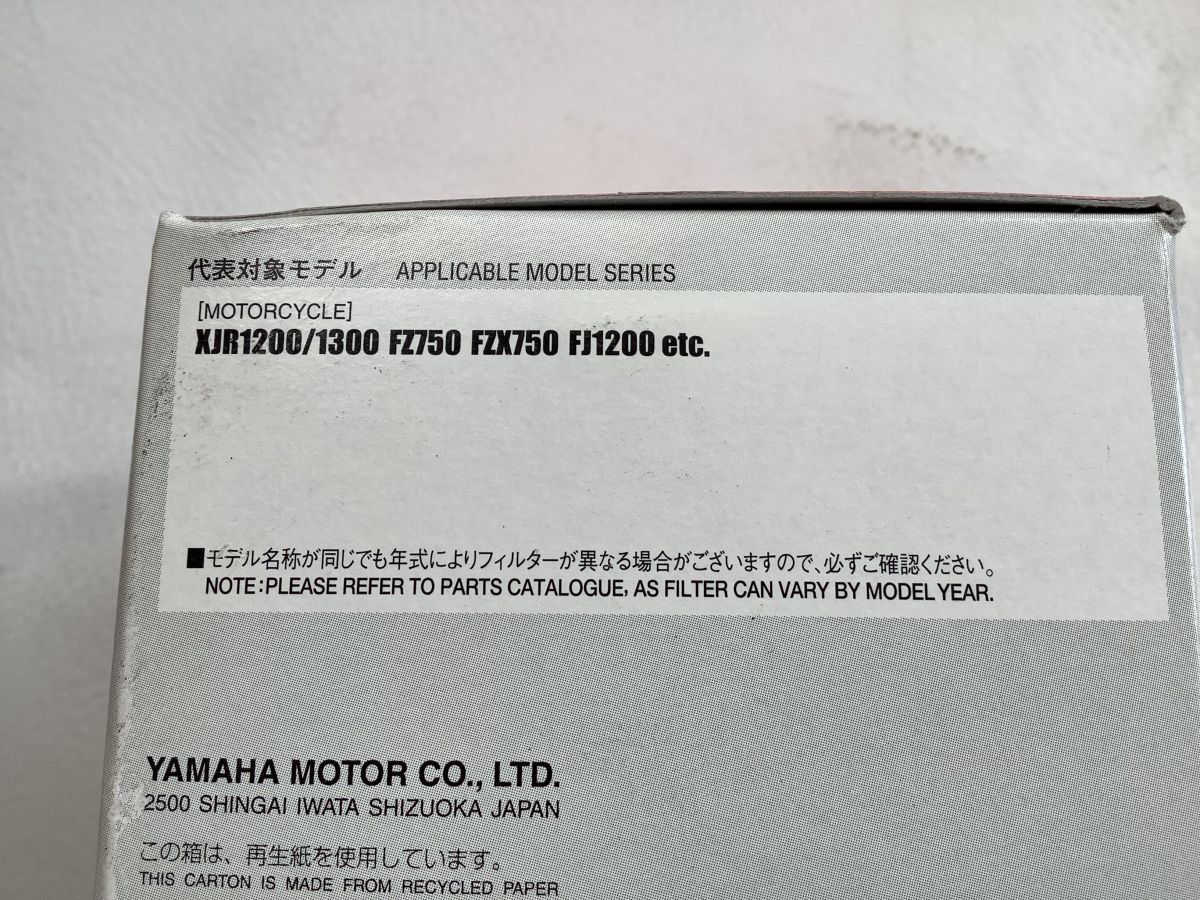 代表対象モデル APPLICABLE MODEL SERIES
[MOTORCYCLE]
XJR1200/1300 FZ750 FZX750 FJ1200 etc.
■モデル名称が同じでも年式によりフィルターが異なる場合がございますので、必ずご確認ください。
NOTE:PLEASE REFER TO PARTS CATALOGUE, AS FILTER CAN VARY BY MODEL YEAR.
YAMAHA MOTOR CO., LTD.
2500 SHINGAI IWATA SHIZUOKA JAPAN
この箱は、再生紙を使用しています。
THIS CARTON IS MADE FROM RECYCLED PAPER